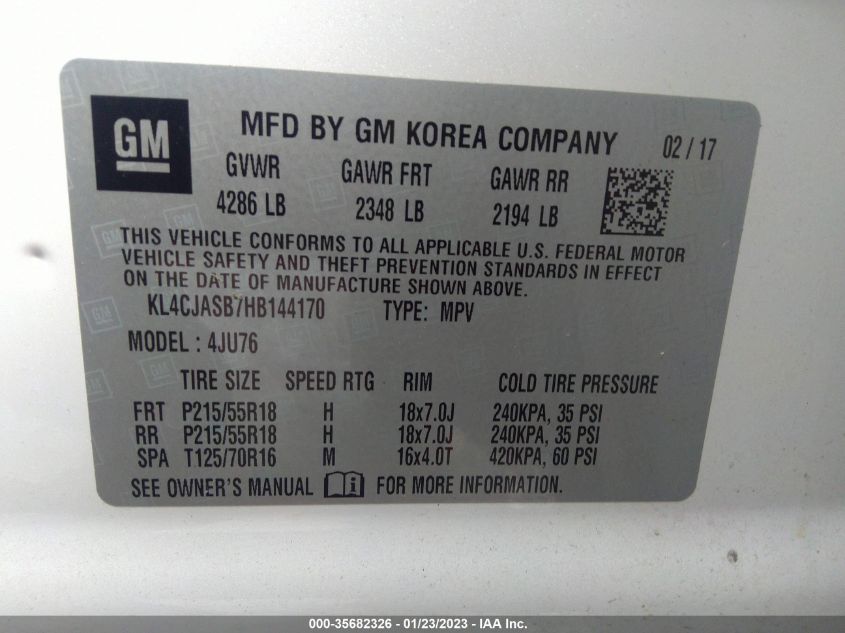 GM
MFD BY GM KOREA COMPANY 02 / 17
GVWR GAWR FRT GAWR RR
4286 LB 2348 LB 2194 LB
THIS VEHICLE CONFORMS TO ALL APPLICABLE U.S. FEDERAL MOTOR
VEHICLE SAFETY AND THEFT PREVENTION STANDARDS IN EFFECT
ON THE DATE OF MANUFACTURE SHOWN ABOVE.
KL4CJASB7HB144170 TYPE: MPV
MODEL : 4JU76
TIRE SIZE SPEED RTG RIM COLD TIRE PRESSURE
FRT P215/55R18 H 18x7.0J 240KPA, 35 PSI
RR P215/55R18 H 18x7.0J 240KPA, 35 PSI
SPA T125/70R16 M 16x4.0T 420KPA, 60 PSI
SEE OWNER'S MANUAL FOR MORE INFORMATION.
000-35682326 - 01/23/2023 - IAA Inc.